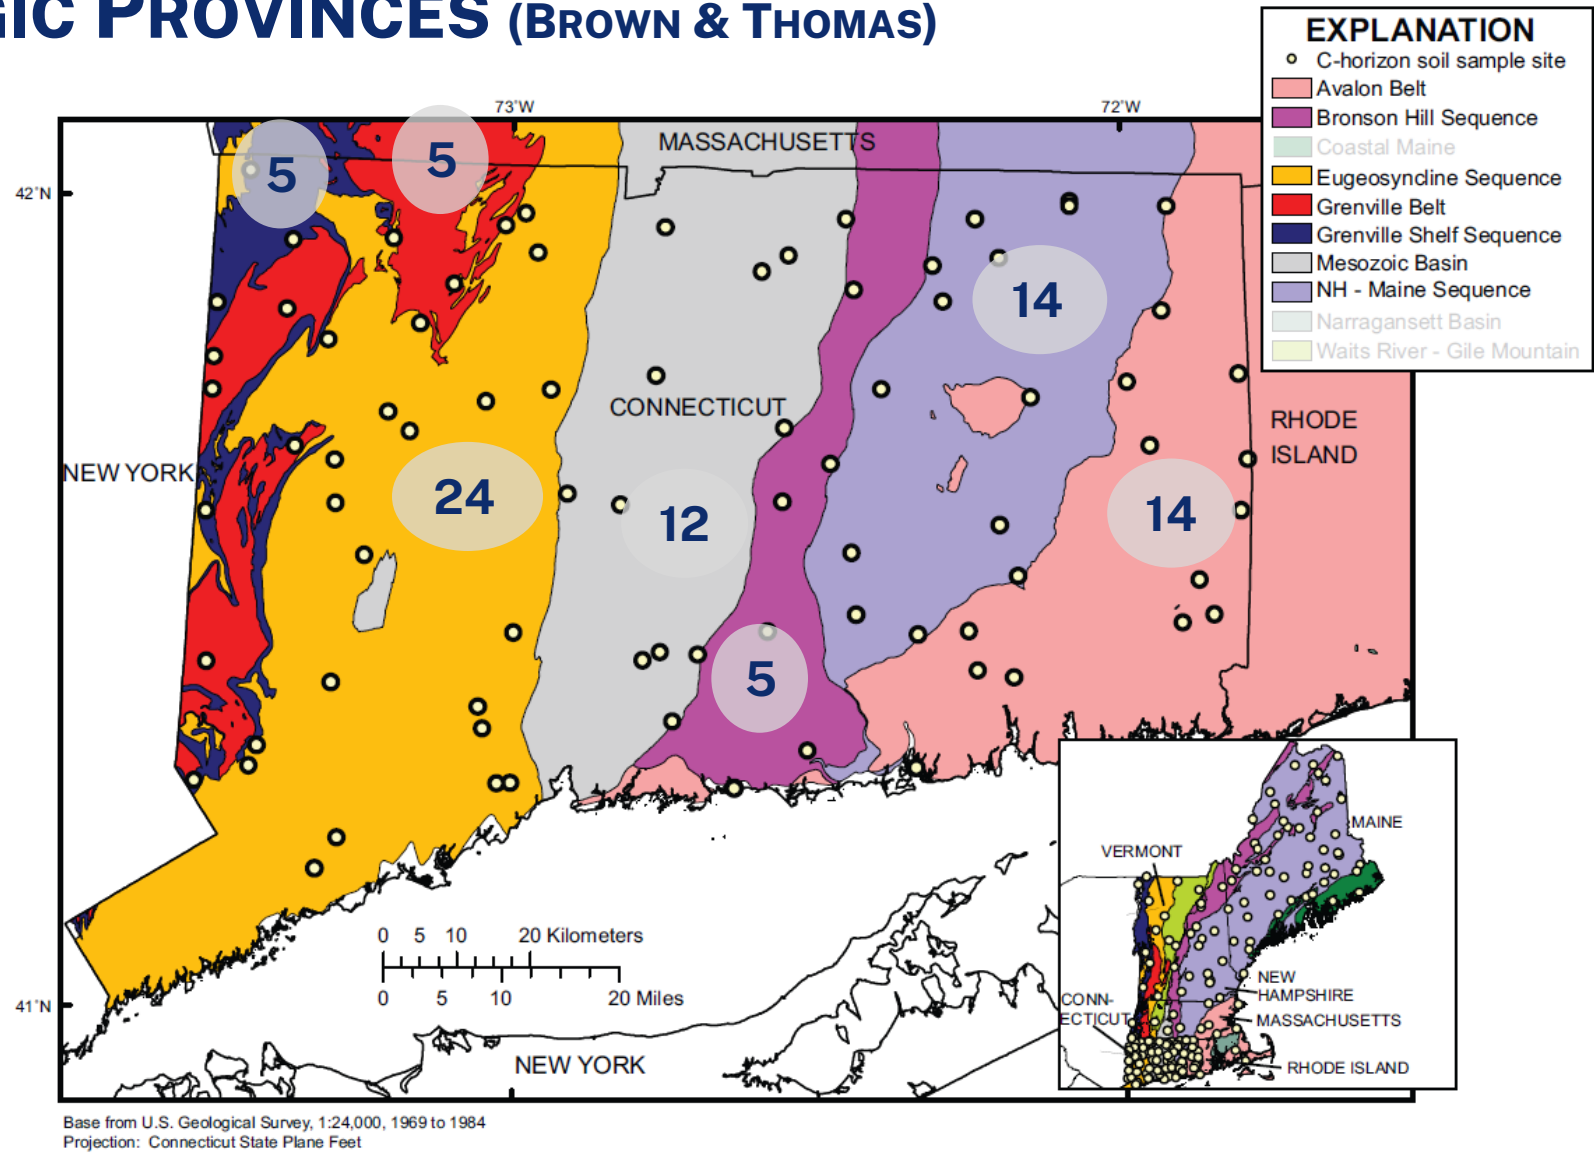 GIC PROVINCES (BROWN & THOMAS)
EXPLANATION
C-horizon soil sample site
Avalon Belt
Bronson Hill Sequence
Coastal Maine
Eugeosyncline Sequence
Grenville Belt
Grenville Shelf Sequence
Mesozoic Basin
NH - Maine Sequence
Narragansett Basin
Waits River - Gile Mountain
73°W
72°W
MASSACHUSETTS
5
5
42°N
14
CONNECTICUT
RHODE
ISLAND
NEW YORK
24
12
14
5
MAINE
VERMONT
0 5 10 20 Kilometers
0 5 10 20 Miles
NEW
HAMPSHIRE
CONN-
ECTICUT
MASSACHUSETTS
RHODE ISLAND
41°N
NEW YORK
Base from U.S. Geological Survey, 1:24,000, 1969 to 1984
Projection: Connecticut State Plane Feet